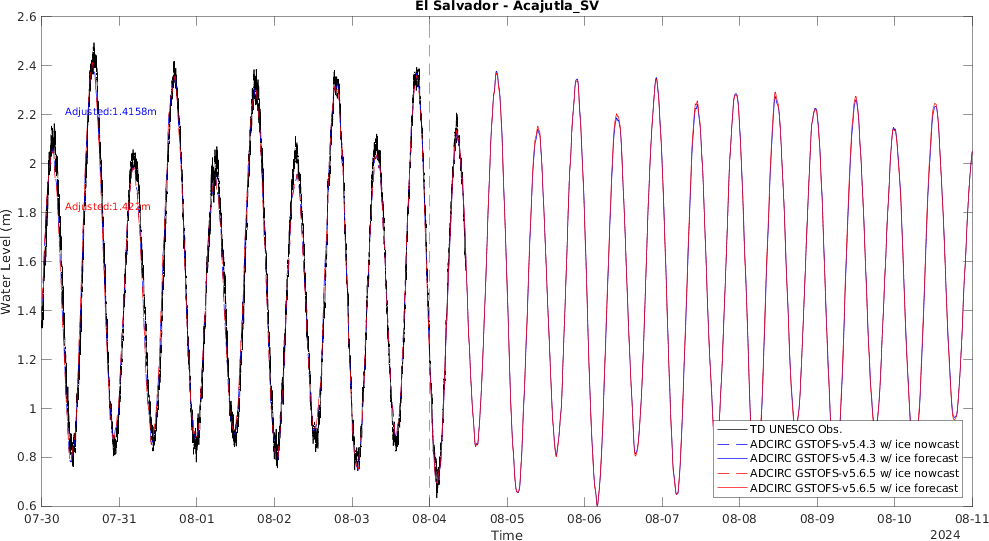 El Salvador - Acajutla_SV
2.6
2.4
2.2
2
1.8
1.6
1.4
1.2
1
0.8
0.6
Water Level (m)
Adjusted:1.4158m
Adjusted:1.422m
TD UNESCO Obs.
ADCIRC GSTOFS-v5.4.3 w/ ice nowcast
ADCIRC GSTOFS-v5.4.3 w/ ice forecast
ADCIRC GSTOFS-v5.6.5 w/ ice nowcast
ADCIRC GSTOFS-v5.6.5 w/ ice forecast
07-30 07-31 08-01 08-02 08-03 08-04 08-05 08-06 08-07 08-08 08-09 08-10 08-11
Time
2024